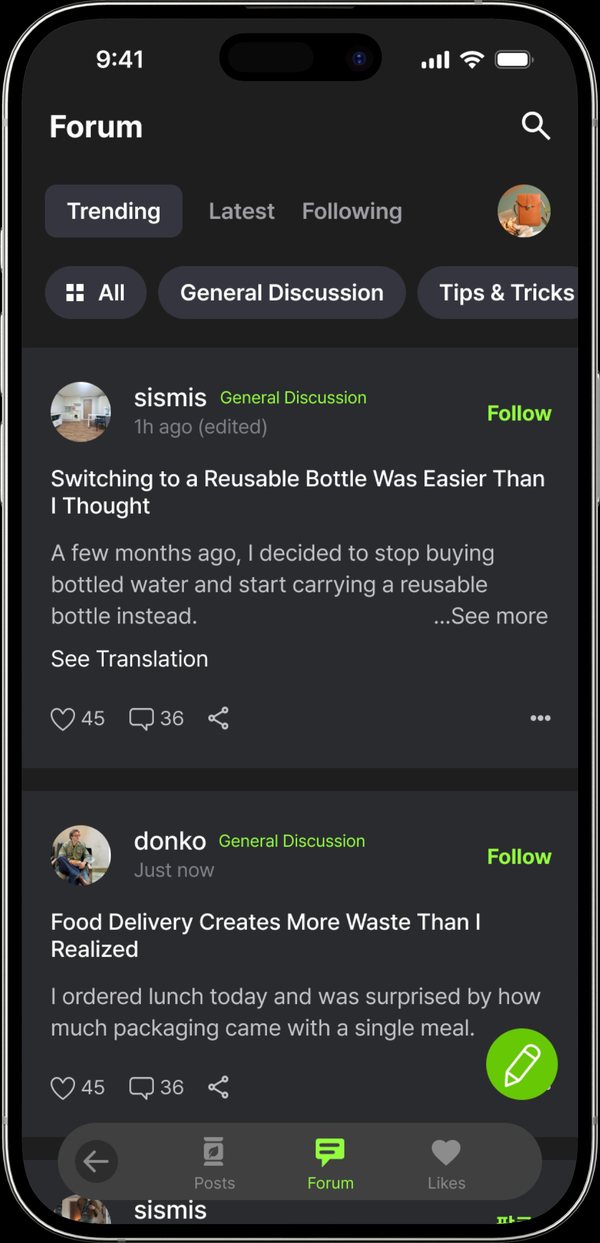 9:41
Forum
Trending Latest Following
All General Discussion Tips & Tricks
sismis General Discussion
1h ago (edited)
Follow
Switching to a Reusable Bottle Was Easier Than
I Thought
A few months ago, I decided to stop buying
bottled water and start carrying a reusable
bottle instead. ...See more
See Translation
45 36
donko General Discussion
Just now
Follow
Food Delivery Creates More Waste Than I
Realized
I ordered lunch today and was surprised by how
much packaging came with a single meal.
45 36
Posts Forum Likes
sismis